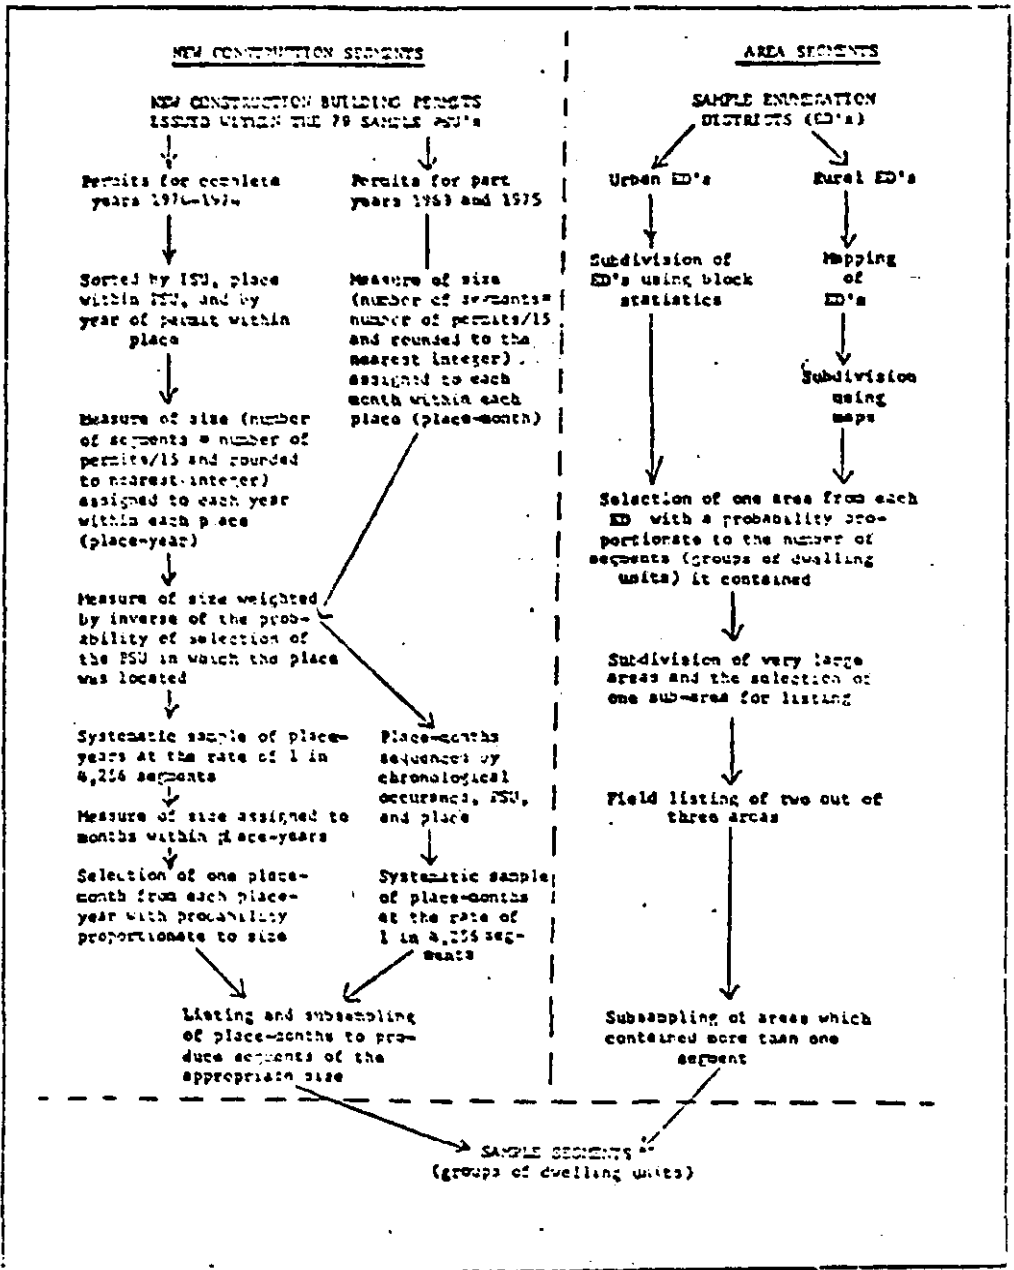 NEW CONSTRUCTION SEGMENTS
NEW CONSTRUCTION BUILDING PERMITS
ISSUED WITHIN THE 79 SAMPLE PSU's
Permits for complete
years 1970-1974
Sorted by PSU, place
within PSU, and by
year of permit within
place
Measure of size (number
of segments = number of
permits/15 and rounded
to nearest integer)
assigned to each year
within each place
(place-year)
Measure of size weighted
by inverse of the prob-
ability of selection of
the PSU in which the place
was located
Systematic sample of place-
years at the rate of 1 in
4,256 segments
Measure of size assigned to
months within place-years
Selection of one place-
month from each place-
year with probability
proportionate to size
Permits for part
years 1969 and 1975
Measure of size
(number of segments=
number of permits/15
and rounded to the
nearest integer)
assigned to each
month within each
place (place-month)
Place-months
sequences by
chronological
occurance, PSU,
and place
Systematic sample
of place-months
at the rate of
1 in 4,256 seg-
ments
Listing and subsampling
of place-months to pro-
duce segments of the
appropriate size
AREA SEGMENTS
SAMPLE ENUMERATION
DISTRICTS (ED's)
Urban ED's
Subdivision of
ED's using block
statistics
Rural ED's
Mapping
of
ED's
Subdivision
using
maps
Selection of one area from each
ED with a probability pro-
portionate to the number of
segments (groups of dwelling
units) it contained
Subdivision of very large
areas and the selection of
one sub-area for listing
Field listing of two out of
three areas
Subsampling of areas which
contained more than one
segment
SAMPLE SEGMENTS
(groups of dwelling units)